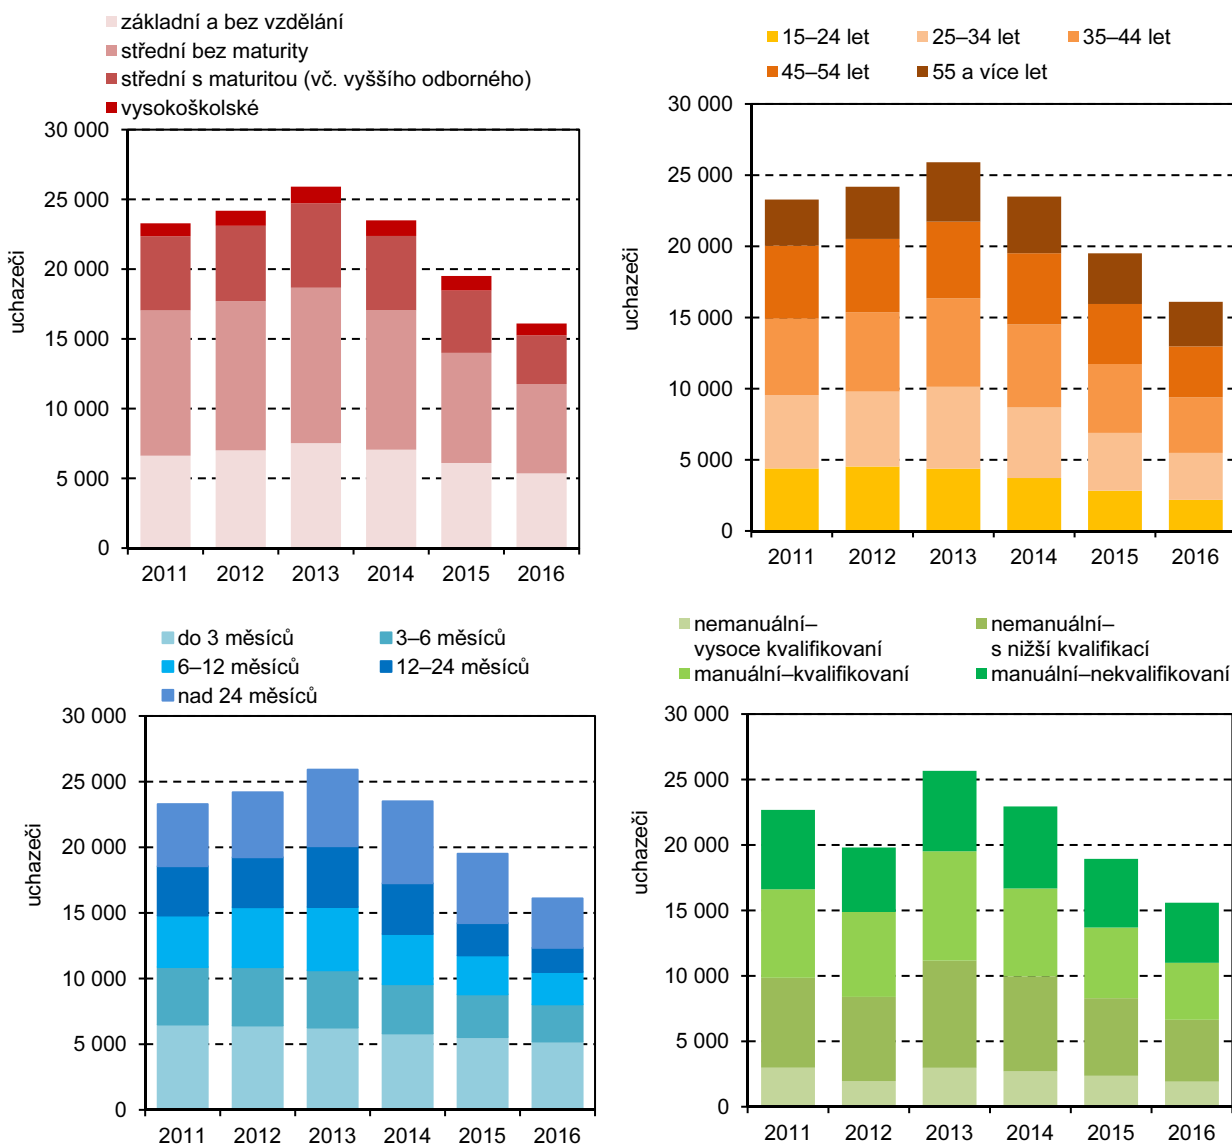 základní a bez vzdělání
střední bez maturity
střední s maturitou (vč. vyššího odborného)
vysokoškolské
30 000
25 000
20 000
15 000
10 000
5 000
0
uchazeči
2011 2012 2013 2014 2015 2016
15–24 let 25–34 let 35–44 let
45–54 let 55 a více let
30 000
25 000
20 000
15 000
10 000
5 000
0
uchazeči
2011 2012 2013 2014 2015 2016
do 3 měsíců 3–6 měsíců
6–12 měsíců 12–24 měsíců
nad 24 měsíců
30 000
25 000
20 000
15 000
10 000
5 000
0
uchazeči
2011 2012 2013 2014 2015 2016
nemanuální–
vysoce kvalifikovaní
nemanuální–
s nižší kvalifikací
manuální–kvalifikovaní manuální–nekvalifikovaní
30 000
25 000
20 000
15 000
10 000
5 000
0
uchazeči
2011 2012 2013 2014 2015 2016